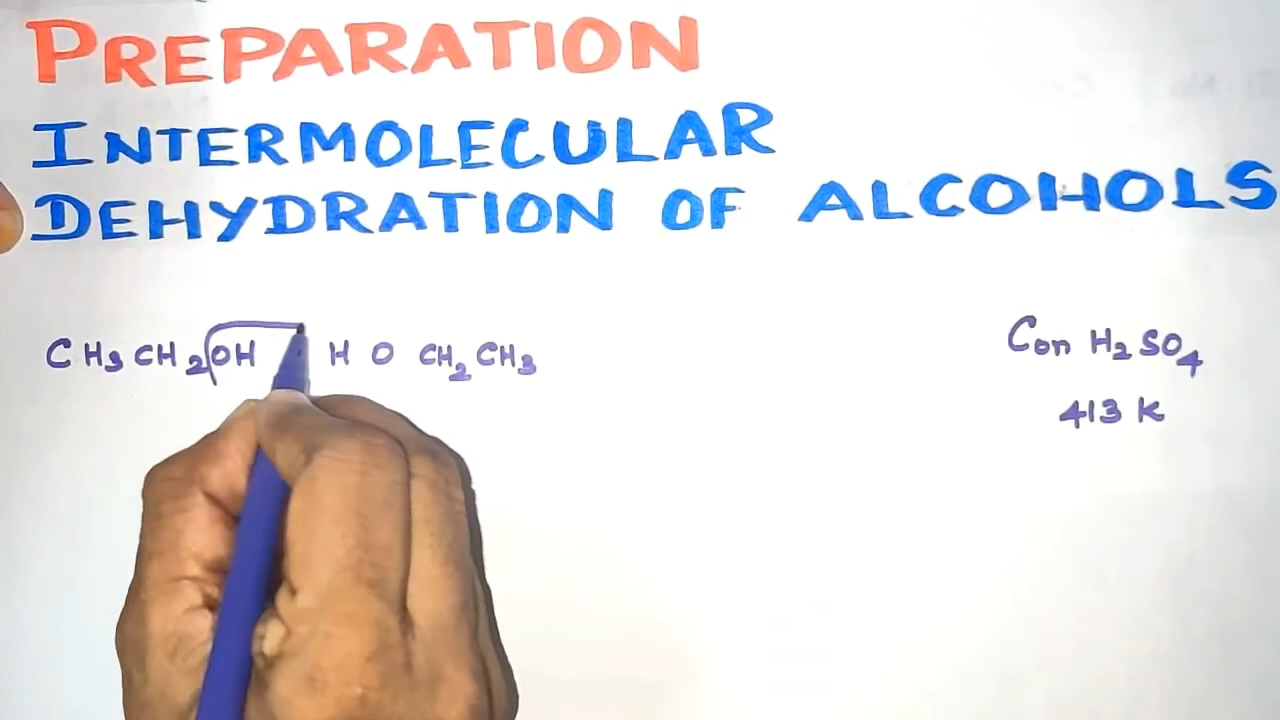 PREPARATION
INTERMOLECULAR
DEHYDRATION OF ALCOHOLS
CH3 CH2 OH H O CH2 CH3
Con H2 SO4
413 K